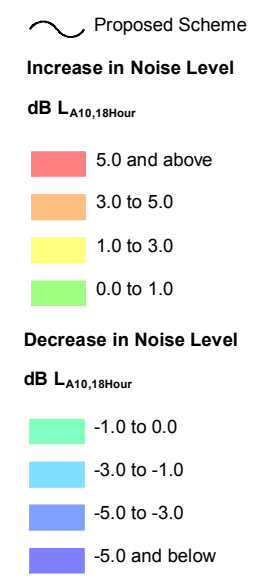 Proposed Scheme
Increase in Noise Level
dB LA10,18Hour
5.0 and above
3.0 to 5.0
1.0 to 3.0
0.0 to 1.0
Decrease in Noise Level
dB LA10,18Hour
-1.0 to 0.0
-3.0 to -1.0
-5.0 to -3.0
-5.0 and below